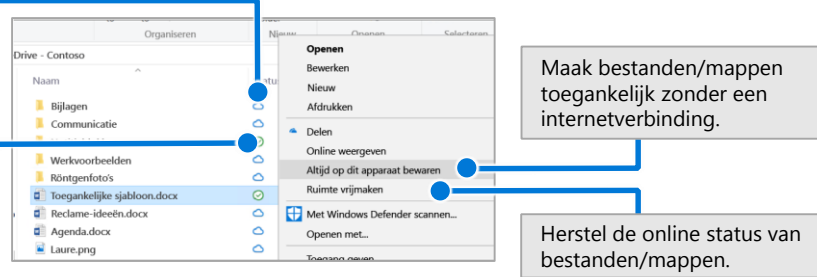 Organiseren
Nieuw
Openen
Selecteren
Drive - Contoso
Naam
Bijlagen
Communicatie
Werkvoorbeelden
Röntgenfoto's
Toegankelijke sjabloon.docx
Reclame-ideeën.docx
Agenda.docx
Laure.png
Openen
Bewerken
Nieuw
Afdrukken
Delen
Online weergeven
Altijd op dit apparaat bewaren
Ruimte vrijmaken
Met Windows Defender scannen...
Openen met...
Toegang geven
Maak bestanden/mappen
toegankelijk zonder een
internetverbinding.
Herstel de online status van
bestanden/mappen.